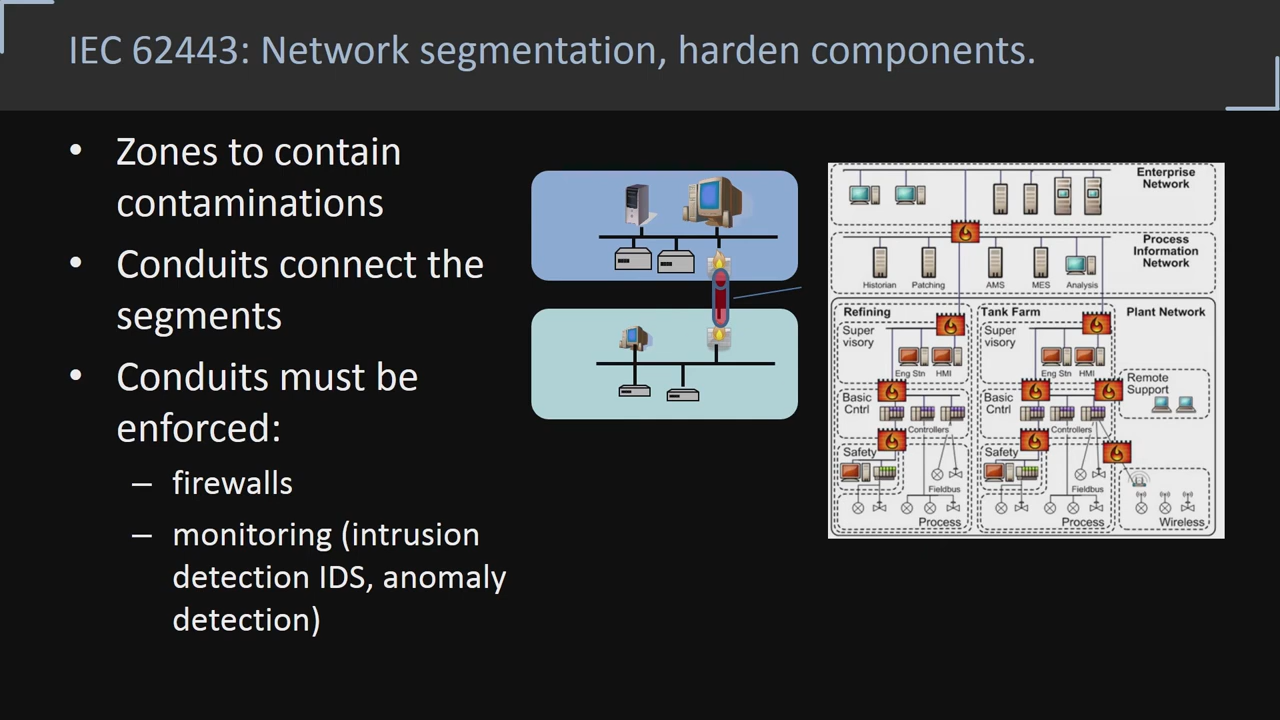 IEC 62443: Network segmentation, harden components.
• Zones to contain
contaminations
• Conduits connect the
segments
• Conduits must be
enforced:
– firewalls
– monitoring (intrusion
detection IDS, anomaly
detection)
Enterprise
Network
Process
Information
Network
Historian Patching AMS MES Analysis
Refining Tank Farm Plant Network
Super
visory
Eng Stn HMI
Super
visory
Eng Stn HMI
Remote
Support
Basic
Cntrl
Controllers
Basic
Cntrl
Controllers
Safety
Fieldbus
Safety
Fieldbus
Process Process Wireless